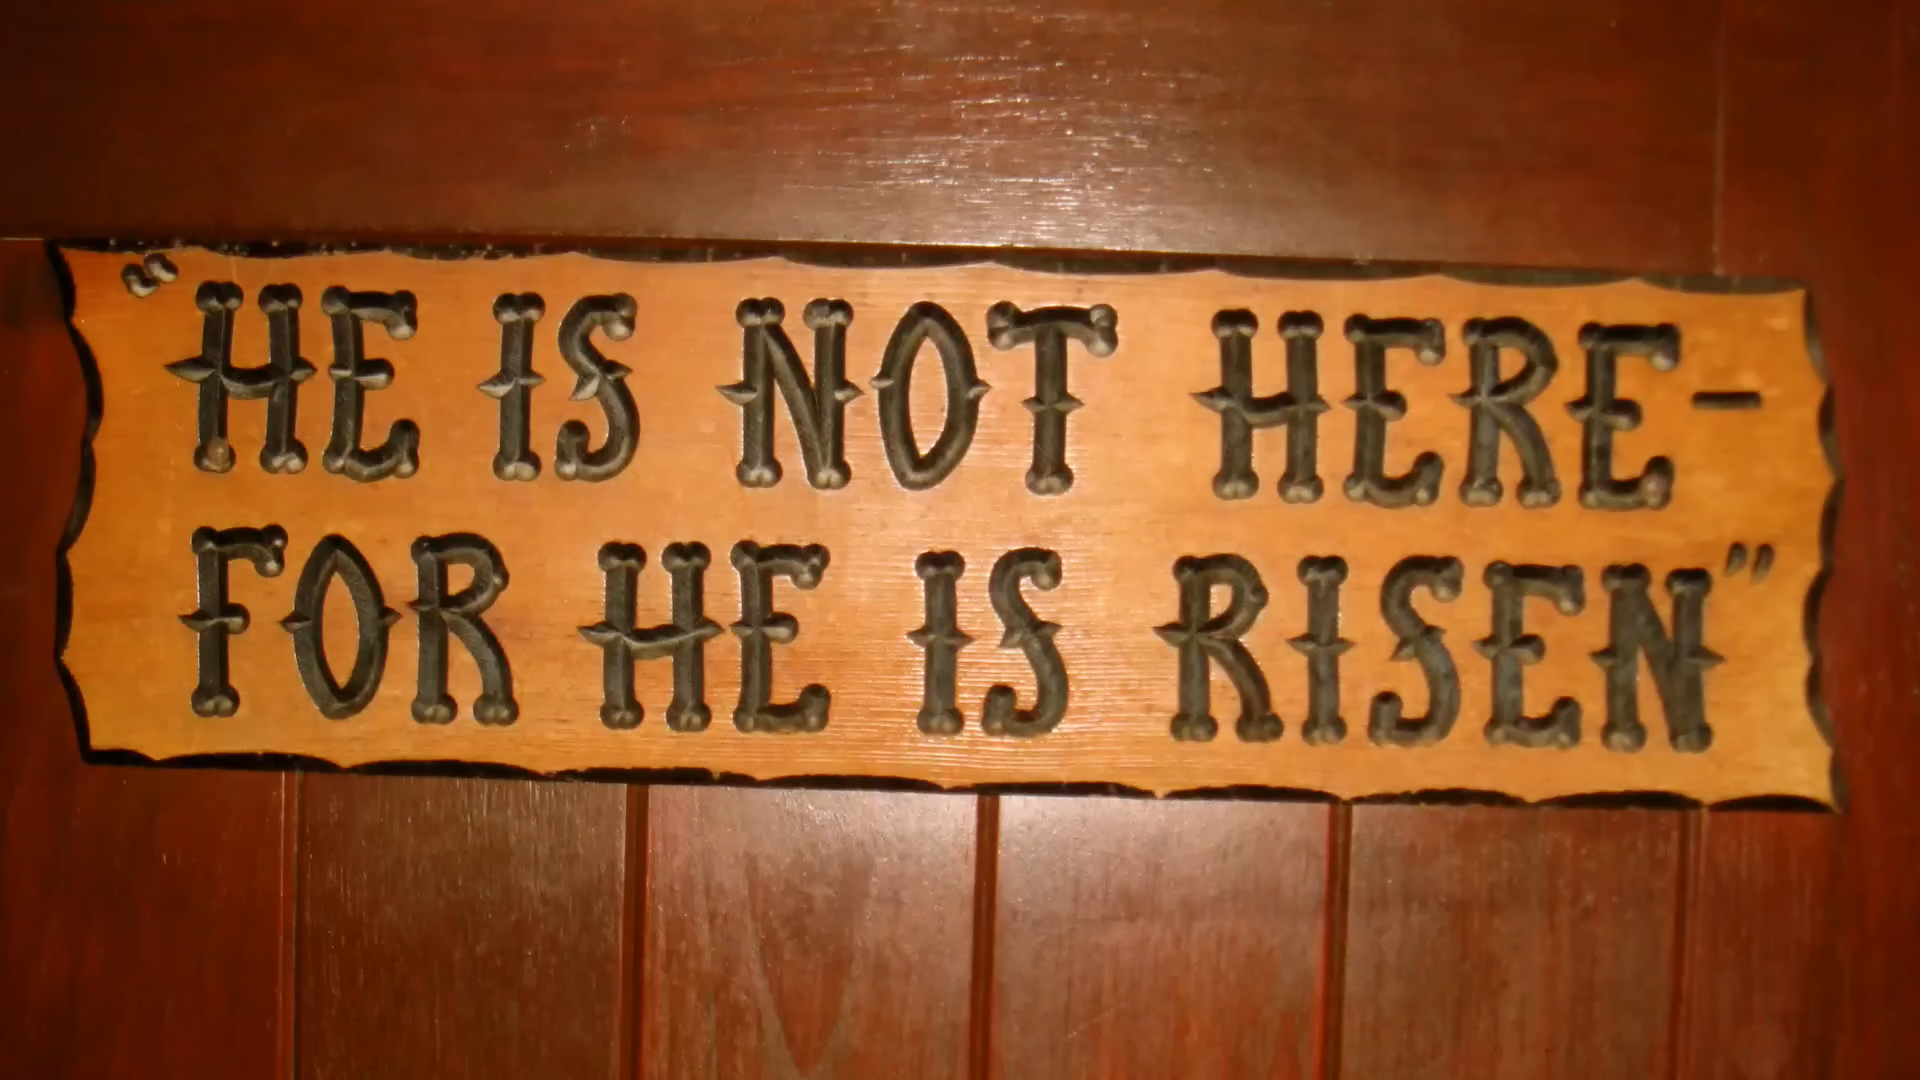 “HE IS NOT HERE-
FOR HE IS RISEN”